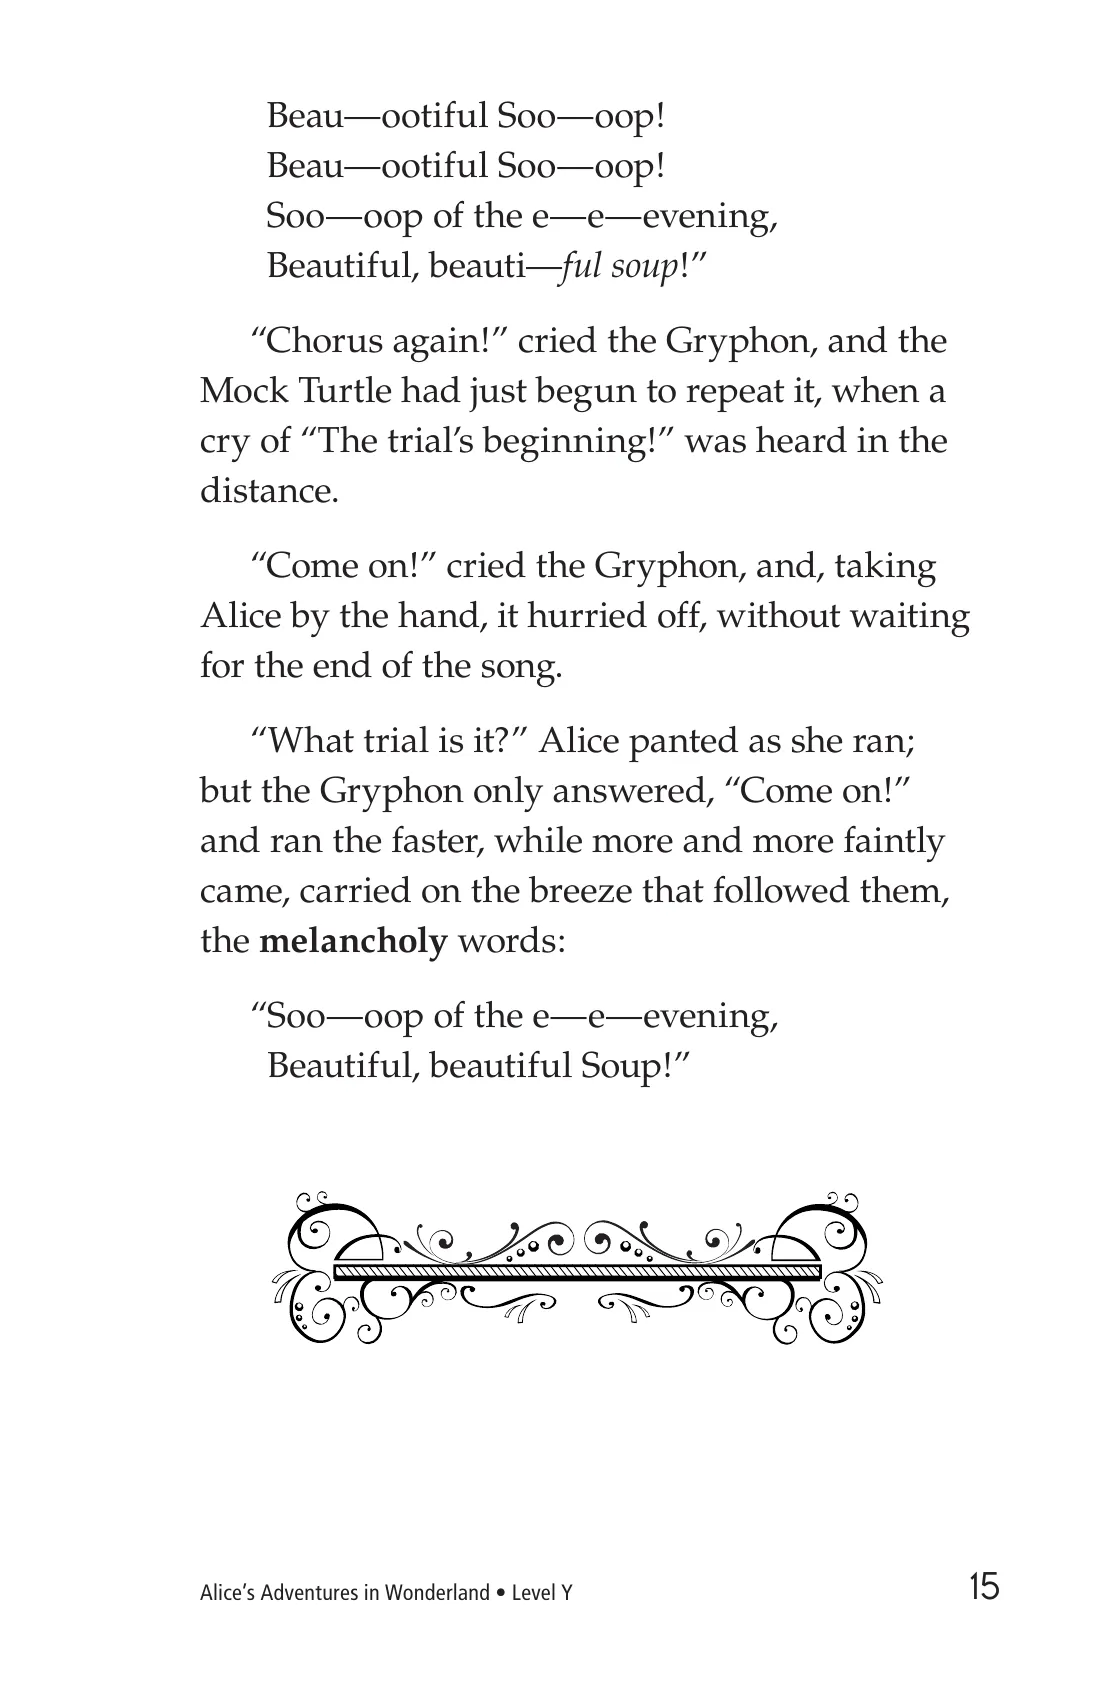 Beau—ootiful Soo—oop!
Beau—ootiful Soo—oop!
Soo—oop of the e—e—evening,
Beautiful, beauti—ful soup!”
“Chorus again!” cried the Gryphon, and the
Mock Turtle had just begun to repeat it, when a
cry of “The trial’s beginning!” was heard in the
distance.
“Come on!” cried the Gryphon, and, taking
Alice by the hand, it hurried off, without waiting
for the end of the song.
“What trial is it?” Alice panted as she ran;
but the Gryphon only answered, “Come on!”
and ran the faster, while more and more faintly
came, carried on the breeze that followed them,
the melancholy words:
“Soo—oop of the e—e—evening,
Beautiful, beautiful Soup!”
Alice’s Adventures in Wonderland • Level Y
15